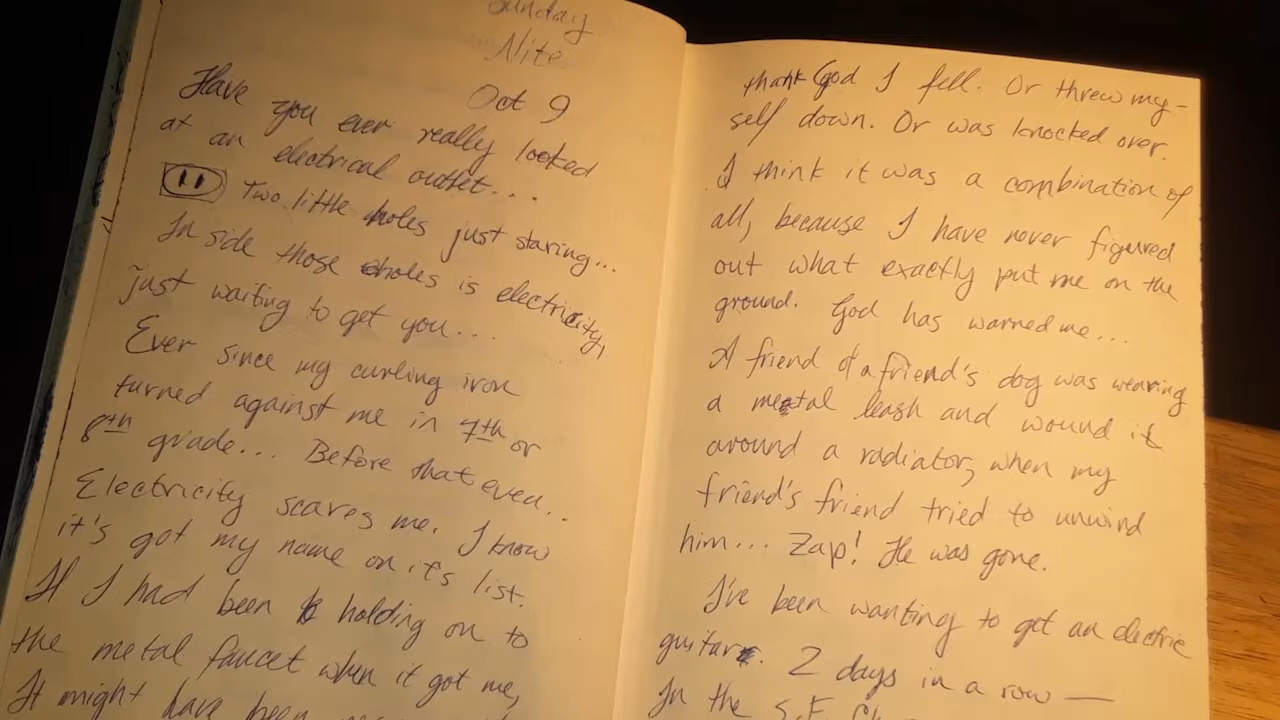 Sunday
Nite
Oct 9
Have you ever really looked
at an electrical outlet...
Two little holes just staring...
In side those holes is electricity,
just waiting to get you...
Ever since my curling iron
turned against me in 7th or
8th grade... Before that even..
Electricity scares me. I know
it's got my name on it's list.
If I had been holding on to
the metal faucet when it got me,
It might have been
thank God I fell. Or threw my-
self down. Or was knocked over.
I think it was a combination of
all, because I have never figured
out what exactly put me on the
ground. God has warned me...
A friend of a friend's dog was wearing
a metal leash and wound it
around a radiator, when my
friend's friend tried to unwind
him... Zap! He was gone.
I've been wanting to get an electric
guitar. 2 days in a row —
In the S.F.